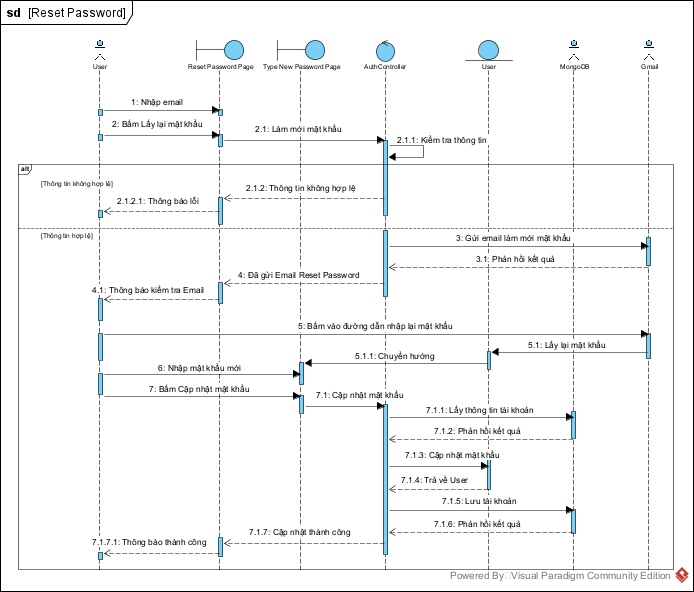 sd [Reset Password]
User
Reset Password Page
Type New Password Page
AuthController
User
MongoDB
Gmail
1: Nhập email
2: Bấm Lấy lại mật khẩu
2.1: Làm mới mật khẩu
2.1.1: Kiểm tra thông tin
alt
[Thông tin không hợp lệ]
2.1.2: Thông tin không hợp lệ
2.1.2.1: Thông báo lỗi
[Thông tin hợp lệ]
3: Gửi email làm mới mật khẩu
3.1: Phản hồi kết quả
4: Đã gửi Email Reset Password
4.1: Thông báo kiểm tra Email
5: Bấm vào đường dẫn nhập lại mật khẩu
5.1: Lấy lại mật khẩu
5.1.1: Chuyển hướng
6: Nhập mật khẩu mới
7: Bấm Cập nhật mật khẩu
7.1: Cập nhật mật khẩu
7.1.1: Lấy thông tin tài khoản
7.1.2: Phản hồi kết quả
7.1.3: Cập nhật mật khẩu
7.1.4: Trả về User
7.1.5: Lưu tài khoản
7.1.6: Phản hồi kết quả
7.1.7: Cập nhật thành công
7.1.7.1: Thông báo thành công
Powered By Visual Paradigm Community Edition